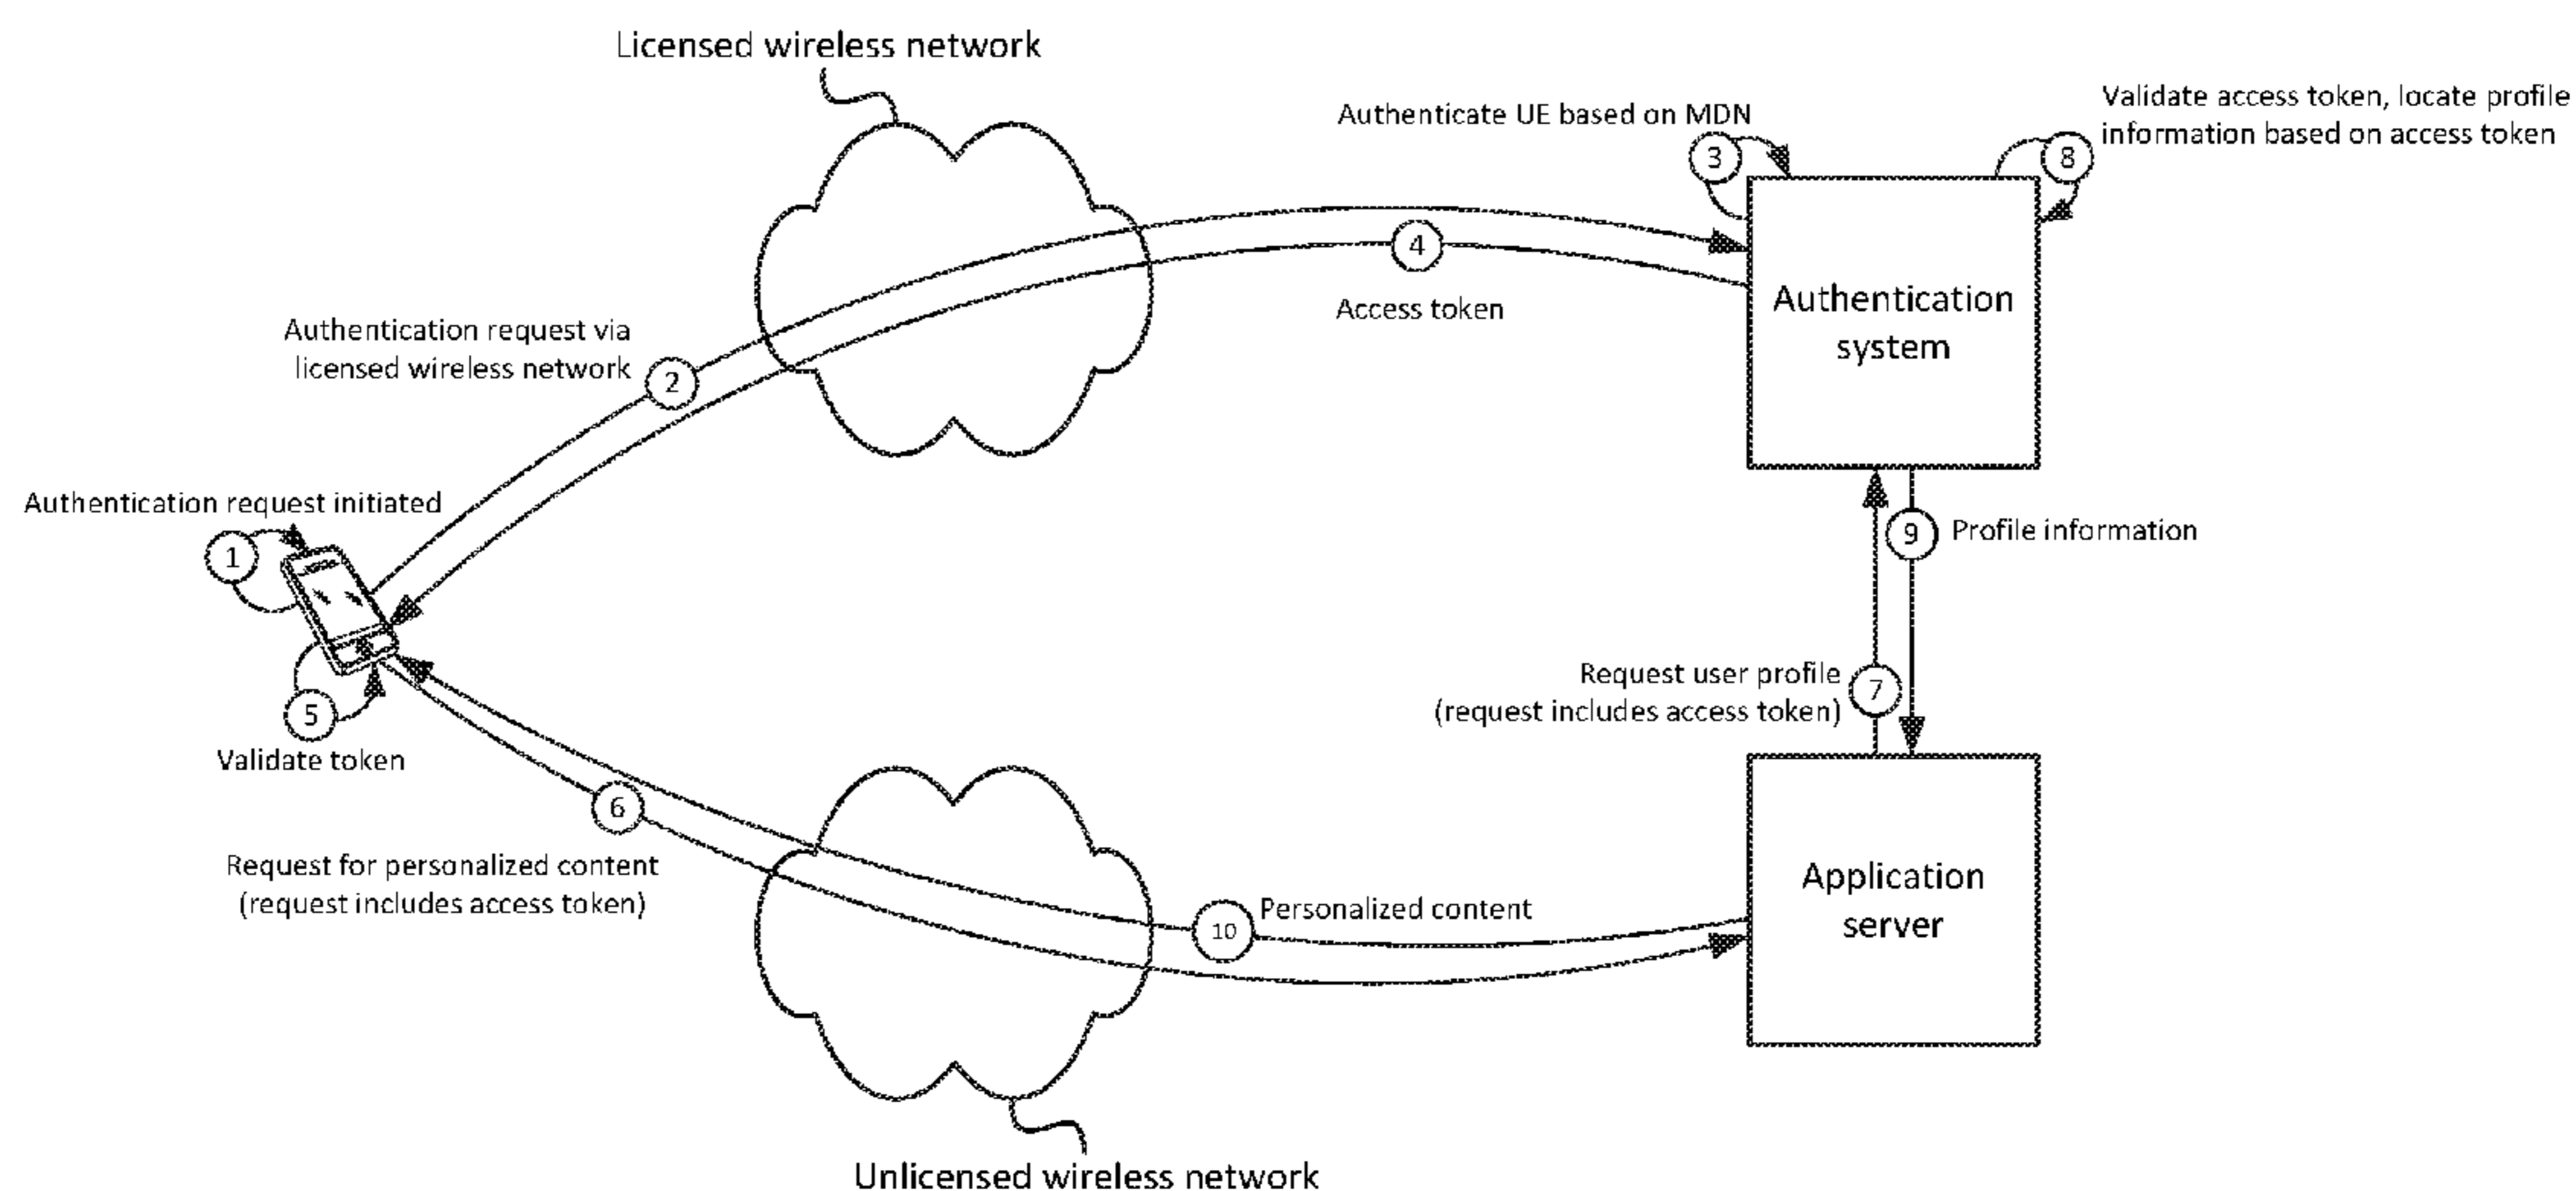 Licensed wireless network
Authenticate UE based on MDN
3
Validate access token, locate profile
information based on access token
8
4
Access token
Authentication
system
Authentication request via
licensed wireless network
2
Authentication request initiated
1
9
Profile information
5
Validate token
Request user profile
(request includes access token)
7
6
Request for personalized content
(request includes access token)
10
Personalized content
Application
server
Unlicensed wireless network